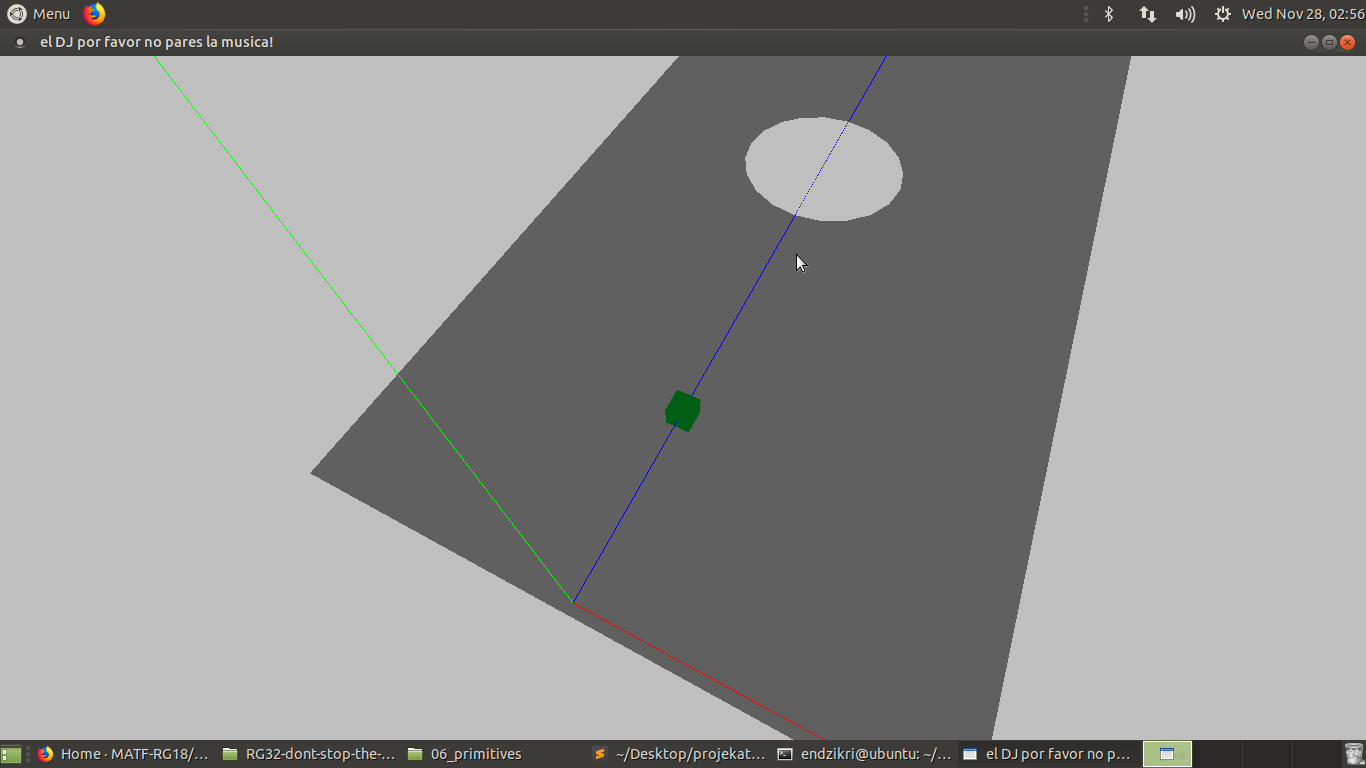 Menu
Wed Nov 28, 02:56
el DJ por favor no pares la musica!
Home · MATF-RG18/...
RG32-dont-stop-the-...
06_primitives
~/Desktop/projekat...
endzikri@ubuntu: ~/...
el DJ por favor no p...